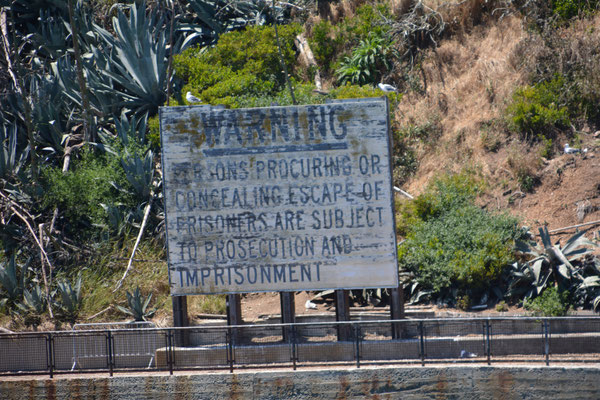 WARNING
PERSONS PROCURING OR
CONCEALING ESCAPE OF
PRISONERS ARE SUBJECT
TO PROSECUTION AND
IMPRISONMENT